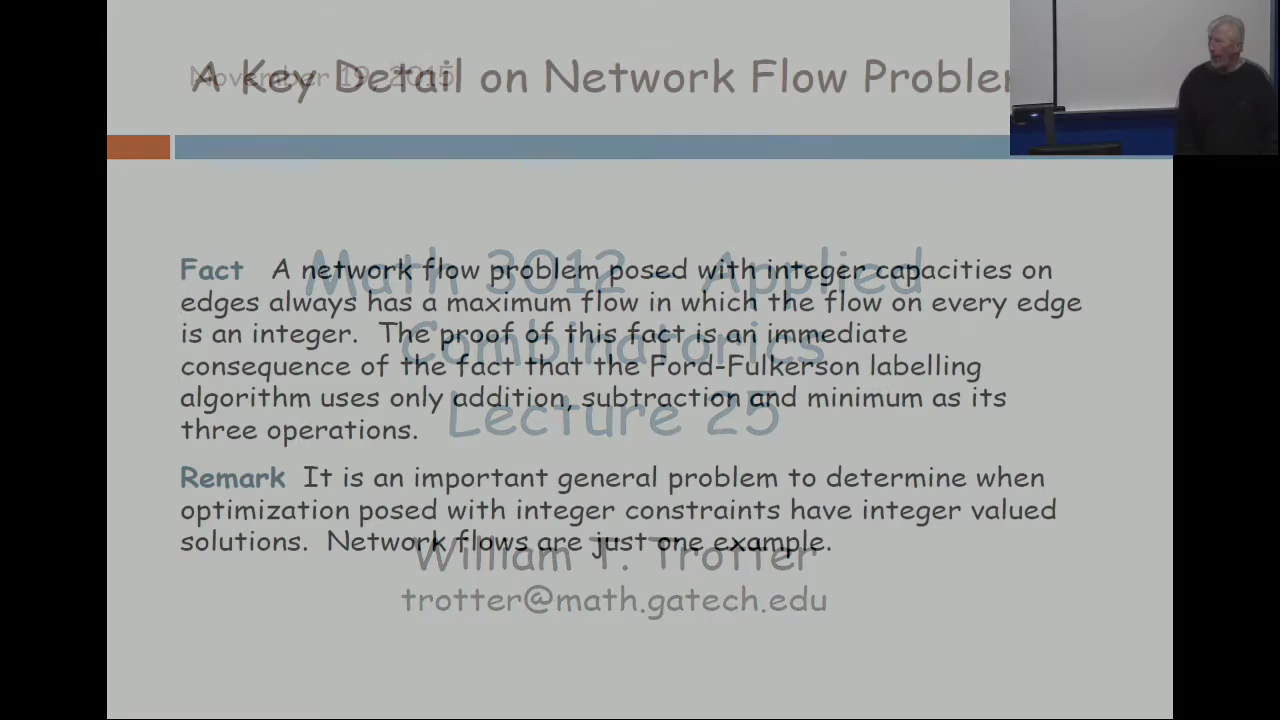 November 19, 2015
A Key Detail on Network Flow
Math 3012 – Applied
Combinatorics
Lecture 25
William T. Trotter
trotter@math.gatech.edu
Fact A network flow problem posed with integer capacities on
edges always has a maximum flow in which the flow on every edge
is an integer. The proof of this fact is an immediate
consequence of the fact that the Ford-Fulkerson labelling
algorithm uses only addition, subtraction and minimum as its
three operations.
Remark It is an important general problem to determine when
optimization posed with integer constraints have integer valued
solutions. Network flows are just one example.